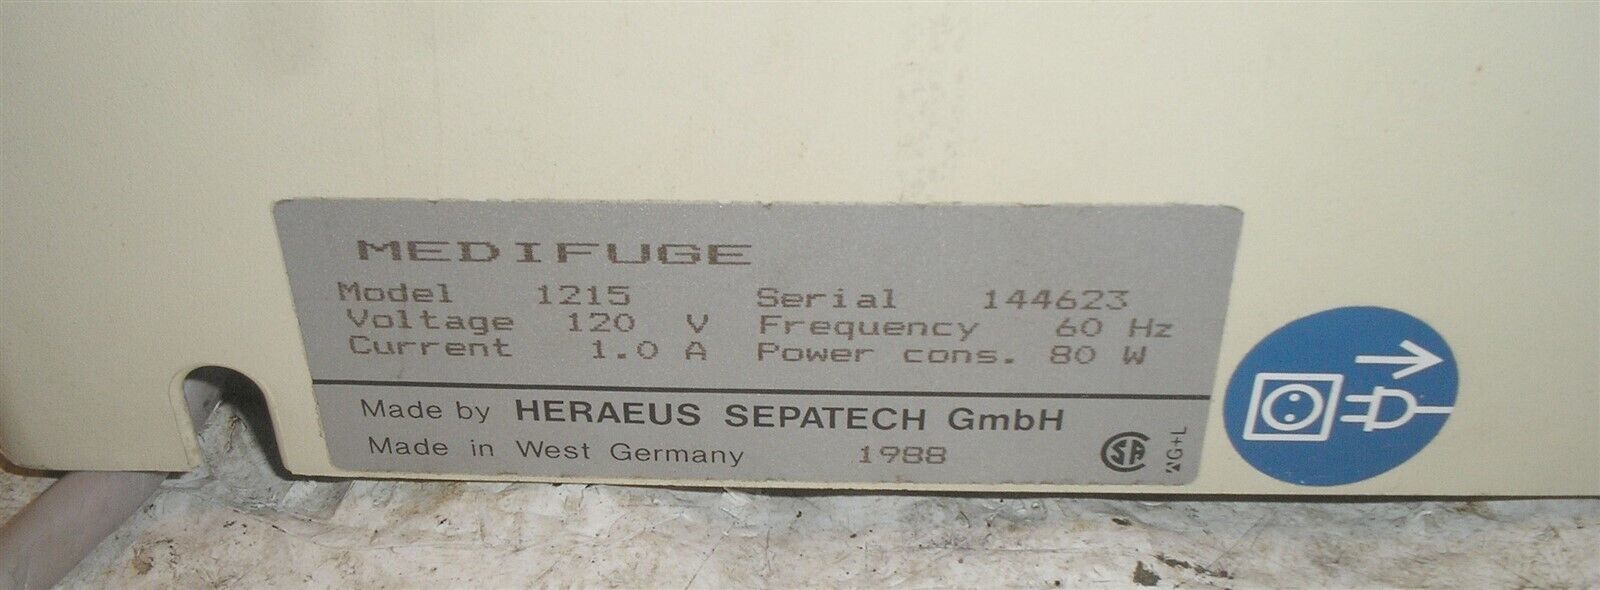 MEDIFUGE
Model 1215 Serial 144623
Voltage 120 V Frequency 60 Hz
Current 1.0 A Power cons. 80 W
Made by HERAEUS SEPATECH GmbH
Made in West Germany 1988
G+L